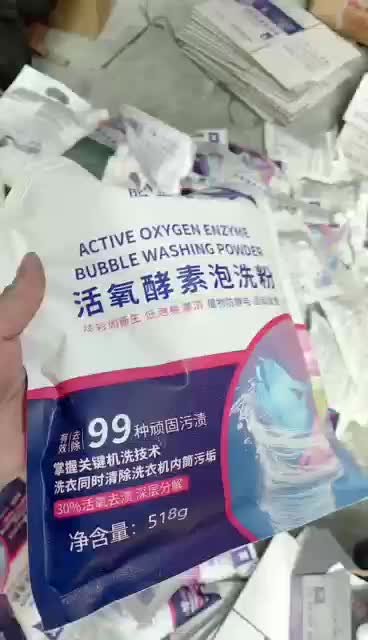 ACTIVE OXYGEN ENZYME
BUBBLE WASHING POWDER
活氧酵素泡洗粉
有效去除99种顽固污渍
掌握关键机洗技术
洗衣同时清除洗衣机内筒污垢
30%活氧去渍 深层分解
净含量：518g